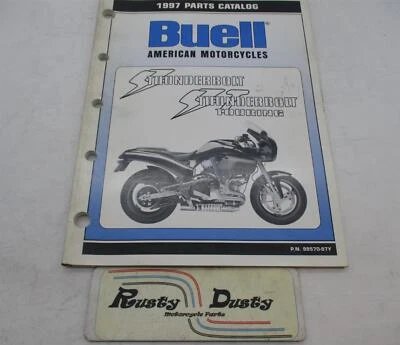 1997 PARTS CATALOG
Buell®
AMERICAN MOTORCYCLES
THUNDERBOLT
THUNDERBOLT
TOURING
P.N. 99570-97Y
Rusty Dusty
Motorcycle Parts